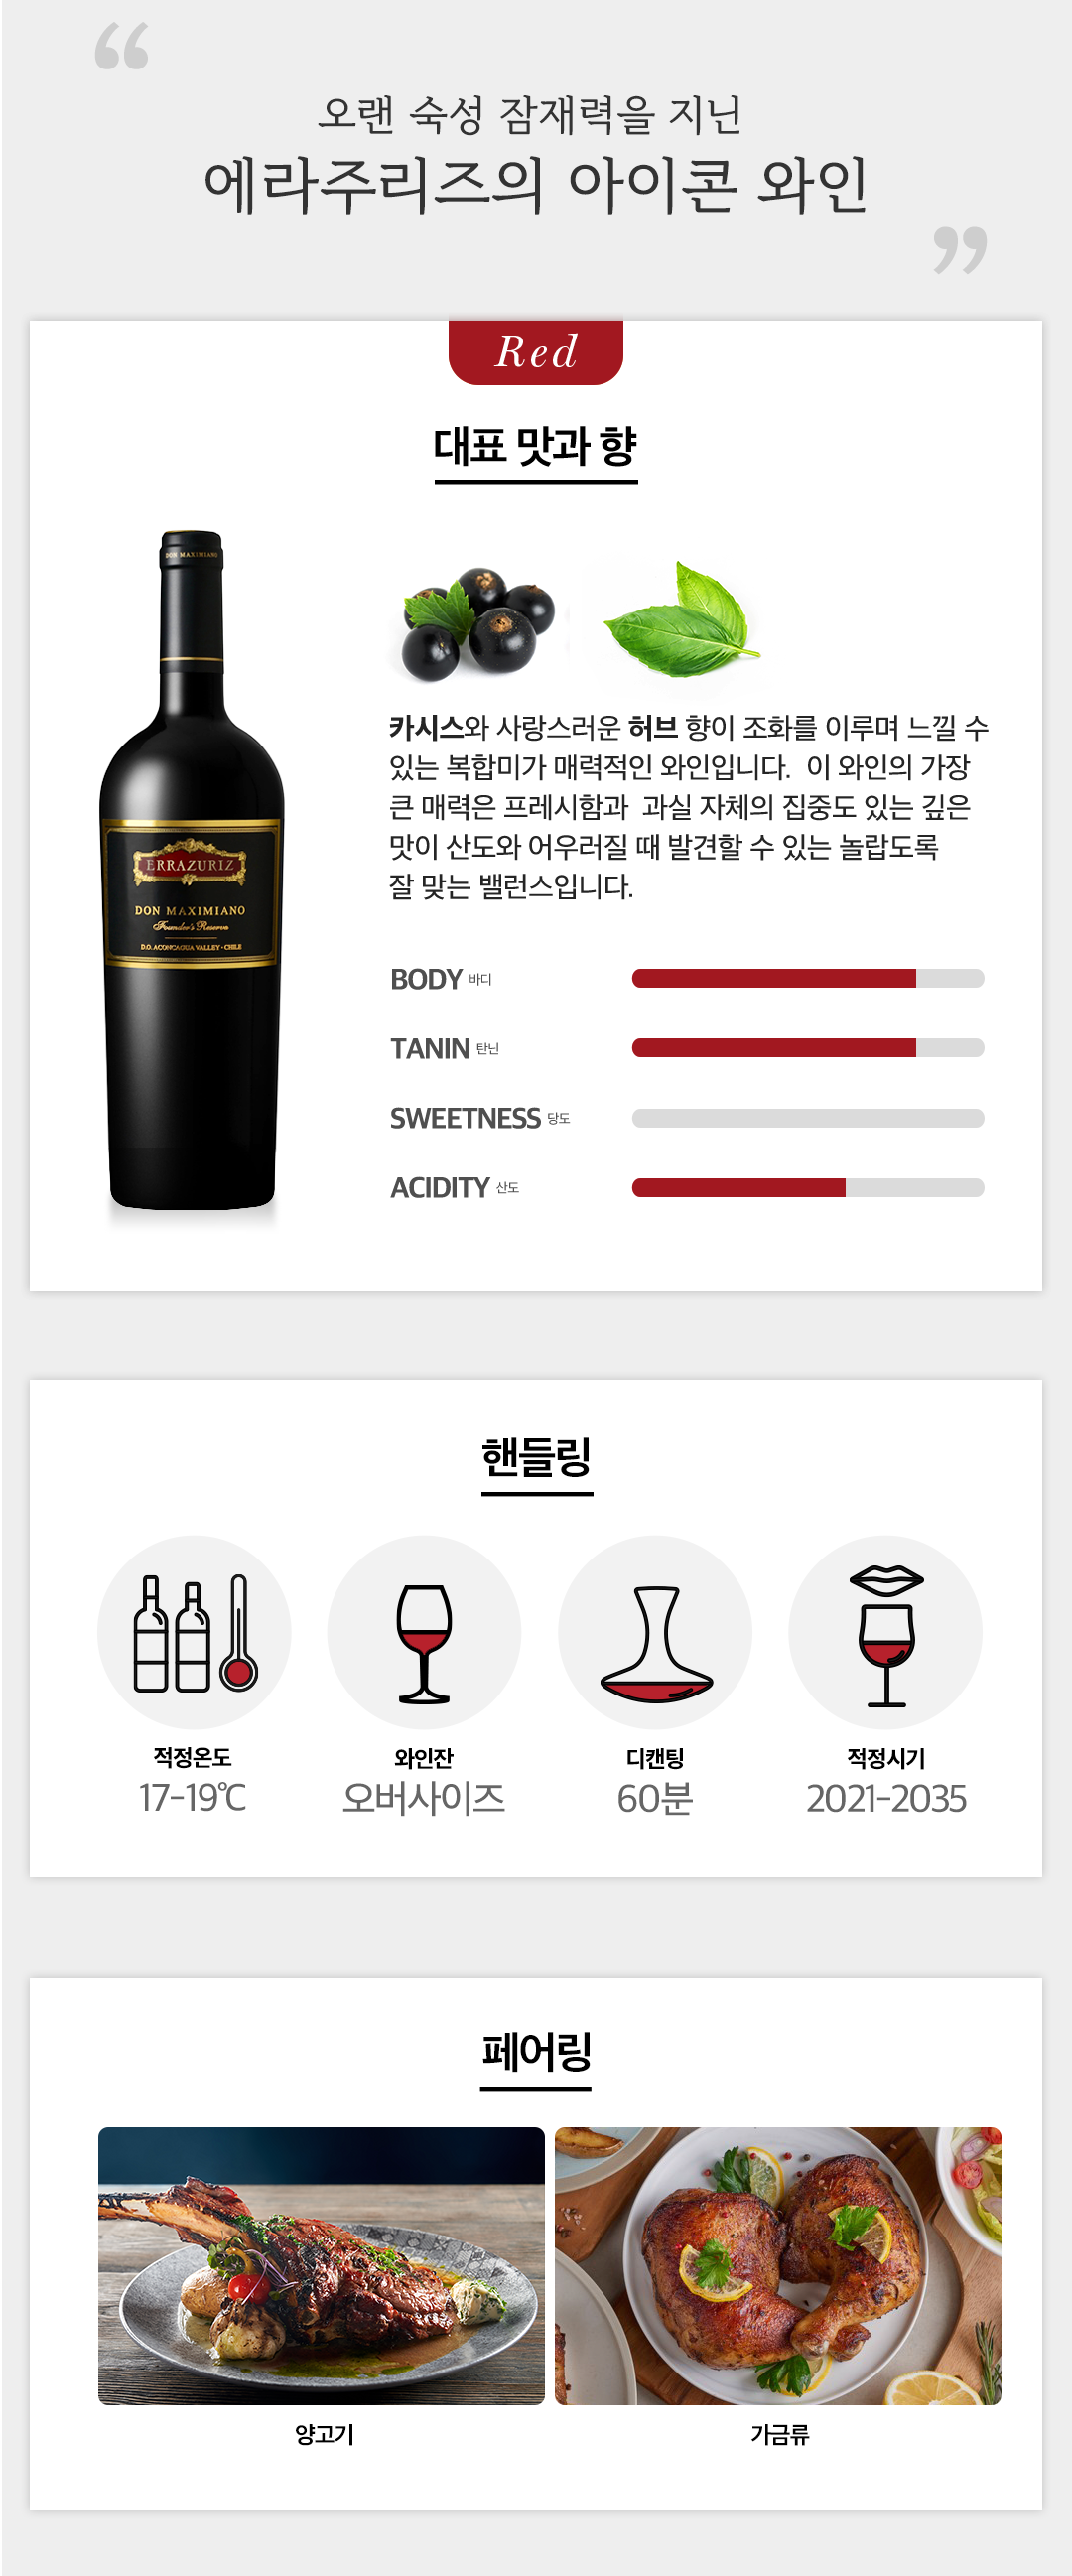 “
오랜 숙성 잠재력을 지닌
에라주리즈의 아이콘 와인
”
Red
대표 맛과 향
DON MAXIMIANO
ERRAZURIZ
DON MAXIMIANO
Founder's Reserve
D.O. ACONCAGUA VALLEY - CHILE
카시스와 사랑스러운 허브 향이 조화를 이루며 느낄 수
있는 복합미가 매력적인 와인입니다. 이 와인의 가장
큰 매력은 프레시함과 과실 자체의 집중도 있는 깊은
맛이 산도와 어우러질 때 발견할 수 있는 놀랍도록
잘 맞는 밸런스입니다.
BODY 바디
TANIN 탄닌
SWEETNESS 당도
ACIDITY 산도
핸들링
적정온도
17-19℃
와인잔
오버사이즈
디캔팅
60분
적정시기
2021-2035
페어링
양고기
가금류